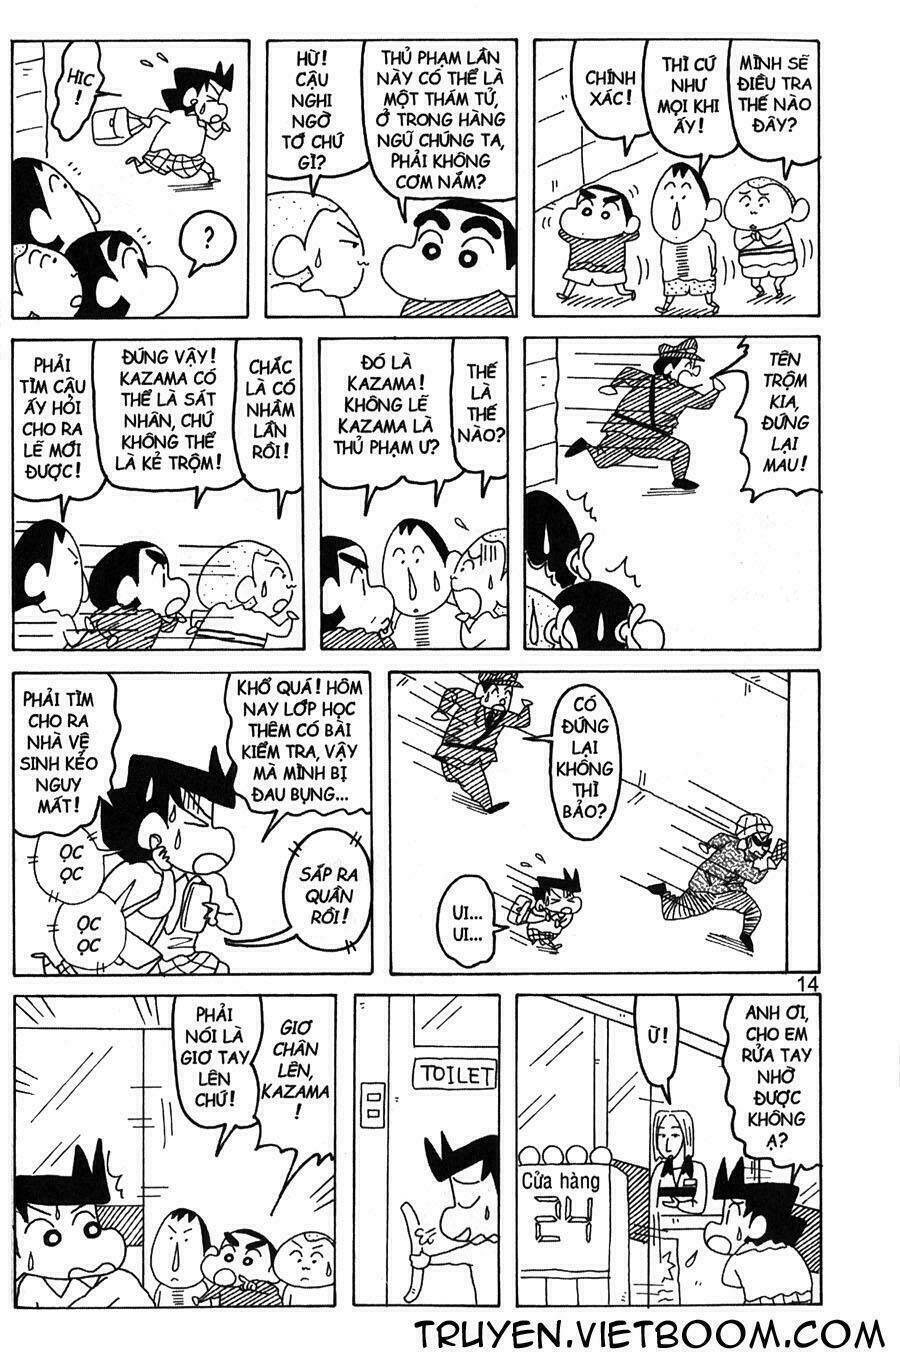 MÌNH SẼ
ĐIỀU TRA
THẾ NÀO
ĐÂY?
THÌ CỨ
NHƯ
MỌI KHI
ẤY!
CHÍNH
XÁC!
THỦ PHẠM LẦN
NÀY CÓ THỂ LÀ
MỘT THÁM TỬ,
Ở TRONG HÀNG
NGŨ CHÚNG TA,
PHẢI KHÔNG
CƠM NẮM?
HỪ!
CẬU
NGHI
NGỜ
TỚ CHỨ
GÌ?
HIC
!
?
TÊN
TRỘM
KIA,
ĐỨNG
LẠI
MAU!
THẾ
LÀ
THẾ
NÀO?
ĐÓ LÀ
KAZAMA!
KHÔNG LẼ
KAZAMA LÀ
THỦ PHẠM Ư?
CHẮC
LÀ CÓ
NHẦM
LẪN
RỒI!
ĐÚNG VẬY!
KAZAMA CÓ
THỂ LÀ SÁT
NHÂN, CHỨ
KHÔNG THỂ
LÀ KẺ TRỘM!
PHẢI
TÌM CẬU
ẤY HỎI
CHO RA
LẼ MỚI
ĐƯỢC!
CÓ
ĐỨNG
LẠI
KHÔNG
THÌ
BẢO?
UI...
UI...
KHỔ QUÁ! HÔM
NAY LỚP HỌC
THÊM CÓ BÀI
KIỂM TRA, VẬY
MÀ MÌNH BỊ
ĐAU BỤNG...
SẮP RA
QUẦN
RỒI!
PHẢI TÌM
CHO RA
NHÀ VỆ
SINH KẺO
NGUY
MẤT!
ỌC
ỌC
ỌC
ỌC
14
ANH ƠI,
CHO EM
RỬA TAY
NHỜ
ĐƯỢC
KHÔNG
Ạ?
Ừ!
Cửa hàng
24
TOILET
GIƠ
CHÂN
LÊN,
KAZAMA
!
PHẢI
NÓI LÀ
GIƠ TAY
LÊN
CHỨ!
TRUYEN.VIETBOOM.COM